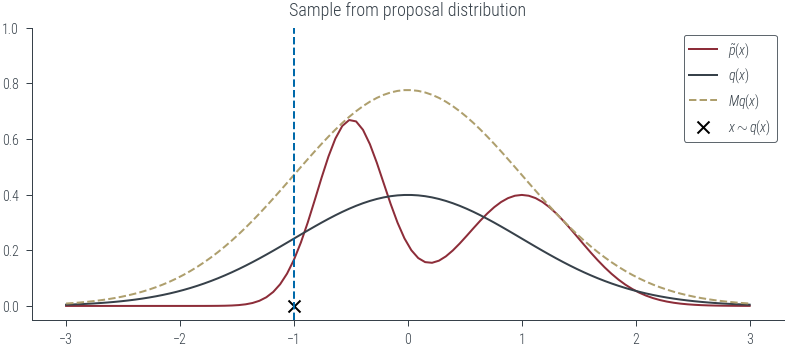 Sample from proposal distribution
1.0
0.8
0.6
0.4
0.2
0.0
−3
−2
−1
0
1
2
3
p̃(x)
q(x)
Mq(x)
x ∼ q(x)